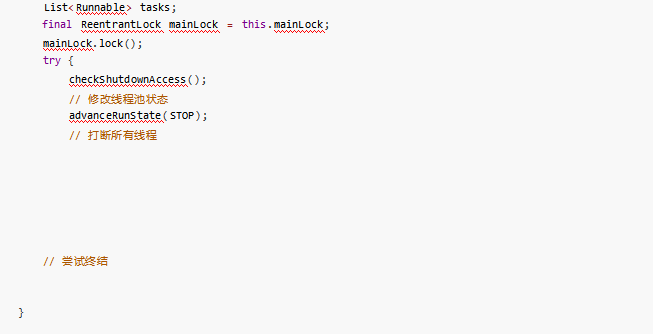 List<Runnable> tasks;
final ReentrantLock mainLock = this.mainLock;
mainLock.lock();
try {
checkShutdownAccess();
// 修改线程池状态
advanceRunState(STOP);
// 打断所有线程
// 尝试终结
}